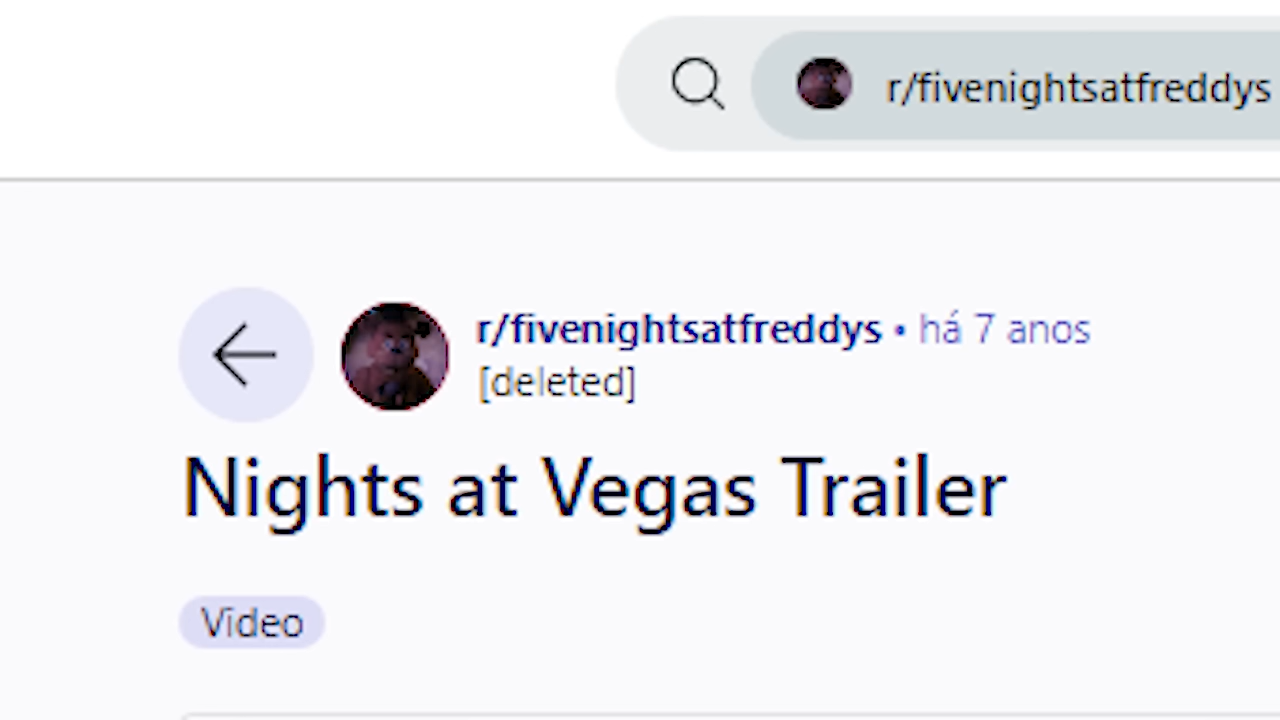 r/fivenightsatfreddys
r/fivenightsatfreddys • há 7 anos
[deleted]
Nights at Vegas Trailer
Video